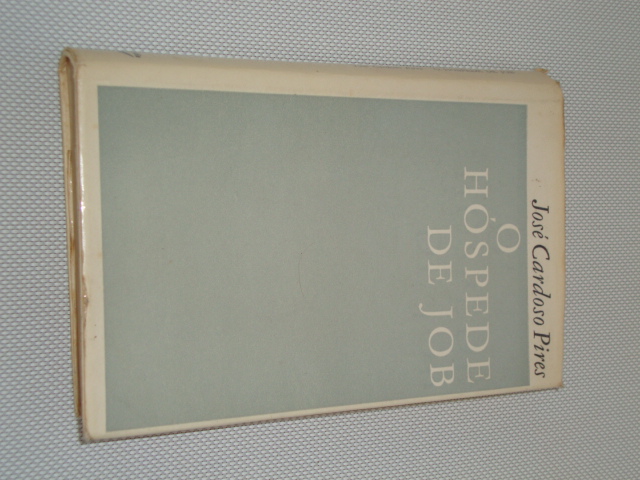 José Cardoso Pires
O
HÓSPEDE
DE JOB